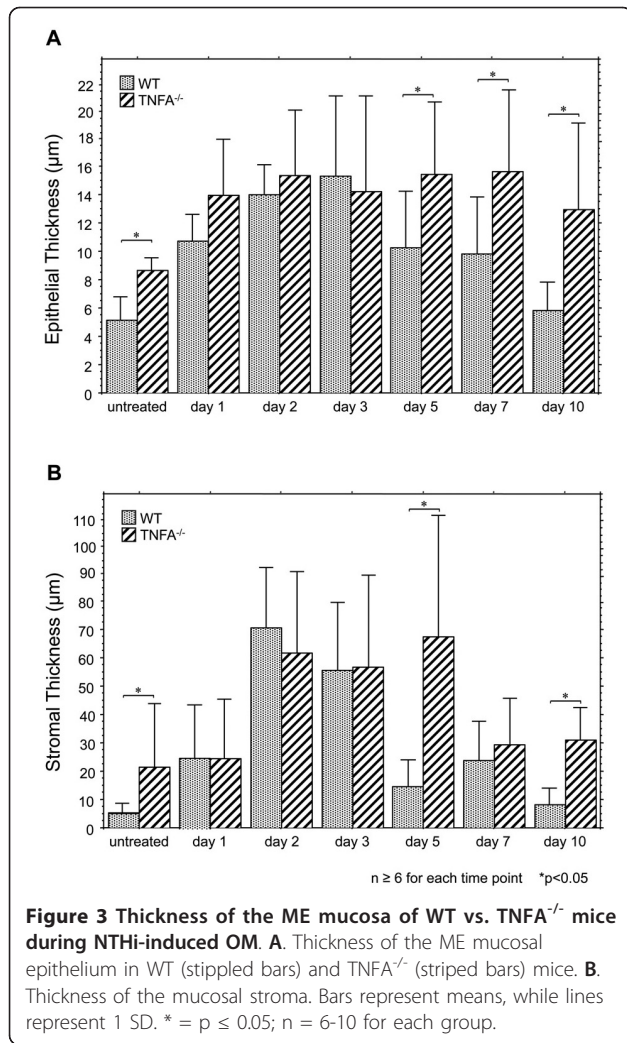 A
WT
TNFA-/-
Epithelial Thickness (µm)
22
20
18
16
14
12
10
8
6
4
2
0
*
*
*
*
untreated day 1 day 2 day 3 day 5 day 7 day 10
B
WT
TNFA-/-
Stromal Thickness (µm)
110
100
90
80
70
60
50
40
30
20
10
0
*
*
*
untreated day 1 day 2 day 3 day 5 day 7 day 10
n ≥ 6 for each time point *p<0.05
Figure 3 Thickness of the ME mucosa of WT vs. TNFA-/- mice
during NTHi-induced OM. A. Thickness of the ME mucosal
epithelium in WT (stippled bars) and TNFA-/- (striped bars) mice. B.
Thickness of the mucosal stroma. Bars represent means, while lines
represent 1 SD. * = p ≤ 0.05; n = 6-10 for each group.